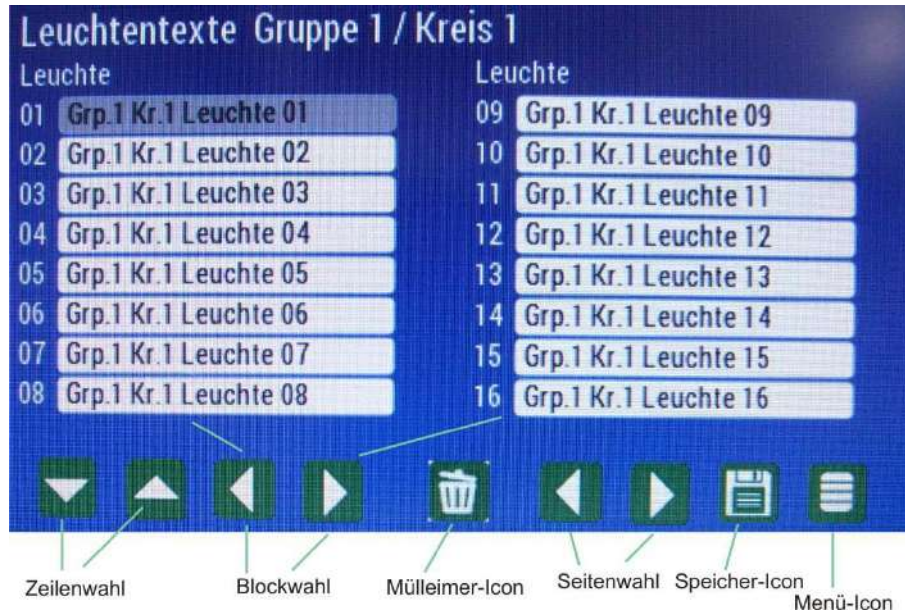 Leuchtentexte Gruppe 1 / Kreis 1
Leuchte
01 Grp.1 Kr.1 Leuchte 01
02 Grp.1 Kr.1 Leuchte 02
03 Grp.1 Kr.1 Leuchte 03
04 Grp.1 Kr.1 Leuchte 04
05 Grp.1 Kr.1 Leuchte 05
06 Grp.1 Kr.1 Leuchte 06
07 Grp.1 Kr.1 Leuchte 07
08 Grp.1 Kr.1 Leuchte 08
Leuchte
09 Grp.1 Kr.1 Leuchte 09
10 Grp.1 Kr.1 Leuchte 10
11 Grp.1 Kr.1 Leuchte 11
12 Grp.1 Kr.1 Leuchte 12
13 Grp.1 Kr.1 Leuchte 13
14 Grp.1 Kr.1 Leuchte 14
15 Grp.1 Kr.1 Leuchte 15
16 Grp.1 Kr.1 Leuchte 16
Zeilenwahl
Blockwahl
Mülleimer-Icon
Seitenwahl
Speicher-Icon
Menü-Icon